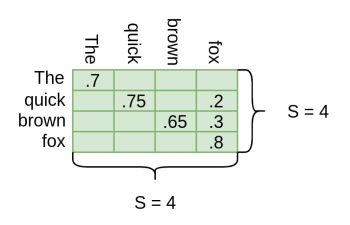 The quick brown fox
The .7
quick .75 .2
brown .65 .3
fox .8
S = 4
S = 4